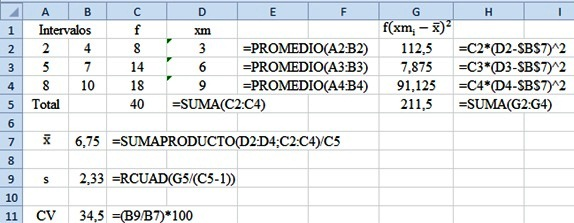 A B C D E F G H I
1 Intervalos f xm f(xmᵢ − x̄)²
2 2 4 8 3 =PROMEDIO(A2:B2) 112,5 =C2*(D2-$B$7)^2
3 5 7 14 6 =PROMEDIO(A3:B3) 7,875 =C3*(D3-$B$7)^2
4 8 10 18 9 =PROMEDIO(A4:B4) 91,125 =C4*(D4-$B$7)^2
5 Total 40 =SUMA(C2:C4) 211,5 =SUMA(G2:G4)
6
7 x̄ 6,75 =SUMAPRODUCTO(D2:D4;C2:C4)/C5
8
9 s 2,33 =RCUAD(G5/(C5-1))
10
11 CV 34,5 =(B9/B7)*100